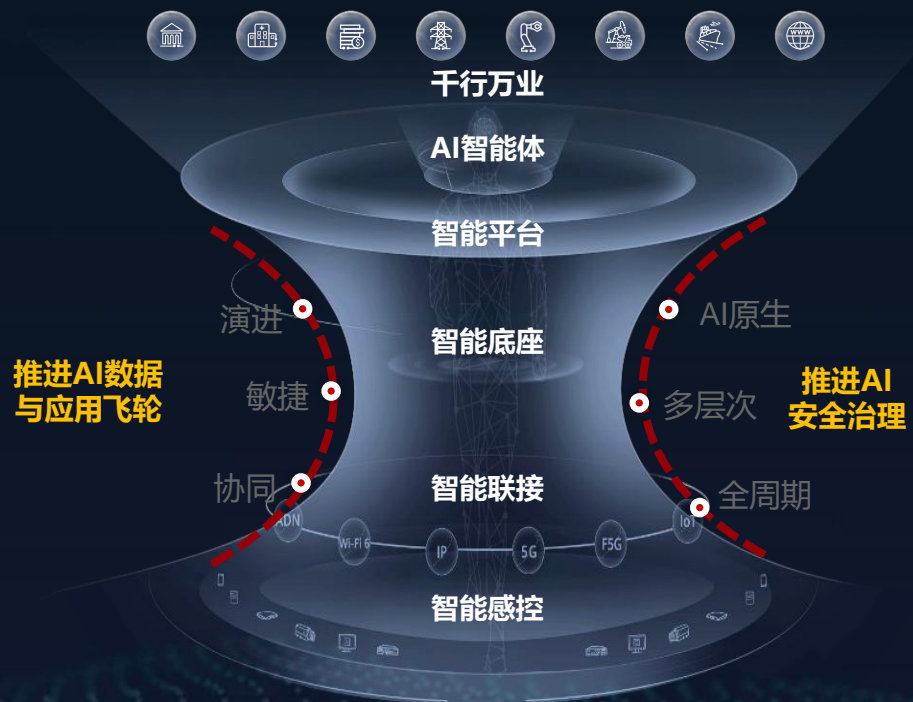 www
千行万业
AI智能体
智能平台
演进
AI原生
智能底座
推进AI数据
与应用飞轮
敏捷
推进AI
安全治理
多层次
协同
智能联接
全周期
ADN
Wi-Fi 6
IP
5G
F5G
IoT
智能感控